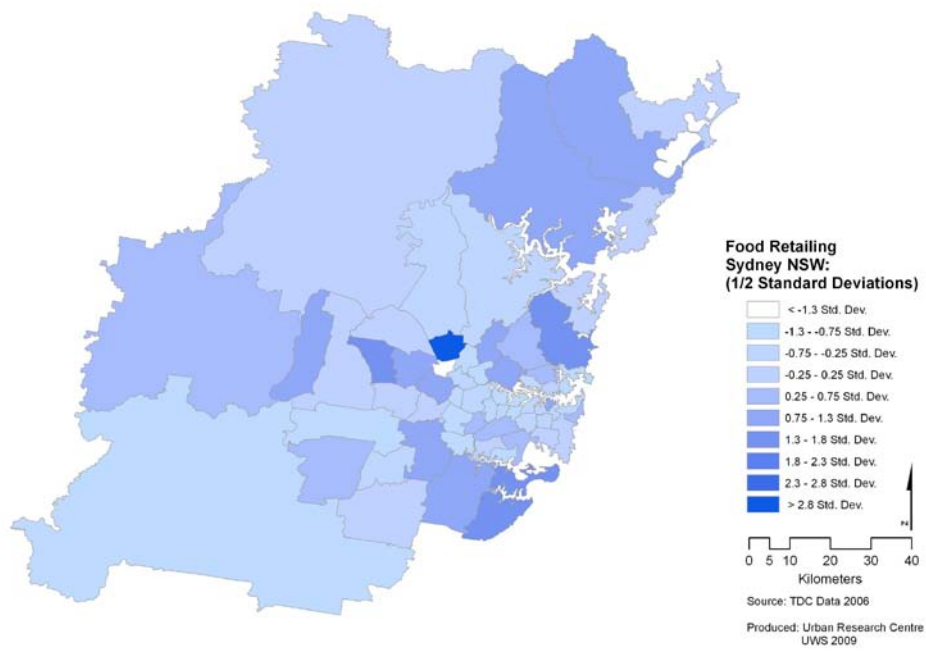 Food Retailing
Sydney NSW:
(1/2 Standard Deviations)
< -1.3 Std. Dev.
-1.3 - -0.75 Std. Dev.
-0.75 - -0.25 Std. Dev.
-0.25 - 0.25 Std. Dev.
0.25 - 0.75 Std. Dev.
0.75 - 1.3 Std. Dev.
1.3 - 1.8 Std. Dev.
1.8 - 2.3 Std. Dev.
2.3 - 2.8 Std. Dev.
> 2.8 Std. Dev.
N
0 5 10 20 30 40
Kilometers
Source: TDC Data 2006
Produced: Urban Research Centre
UWS 2009